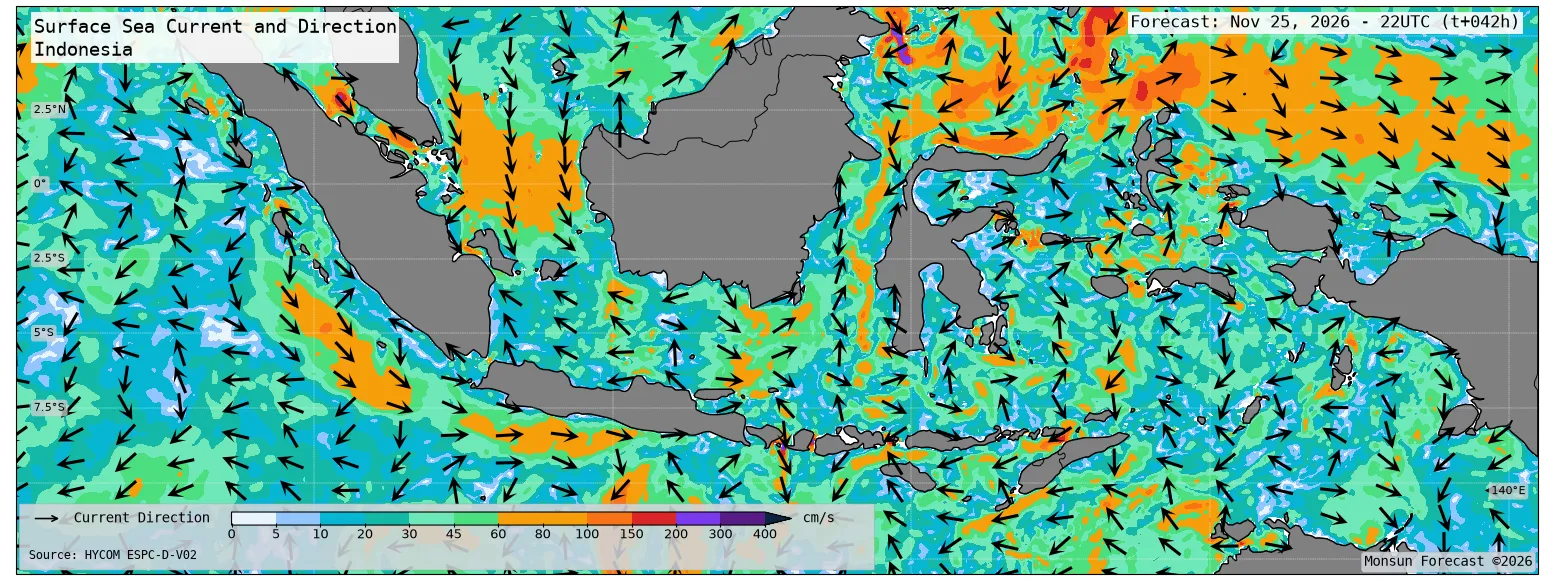 Surface Sea Current and Direction
Indonesia
Forecast: Nov 25, 2026 - 22UTC (t+042h)
2.5°N
0°
2.5°S
5°S
7.5°S
140°E
Current Direction
0 5 10 20 30 45 60 80 100 150 200 300 400
cm/s
Source: HYCOM ESPC-D-V02
Monsun Forecast ©2026